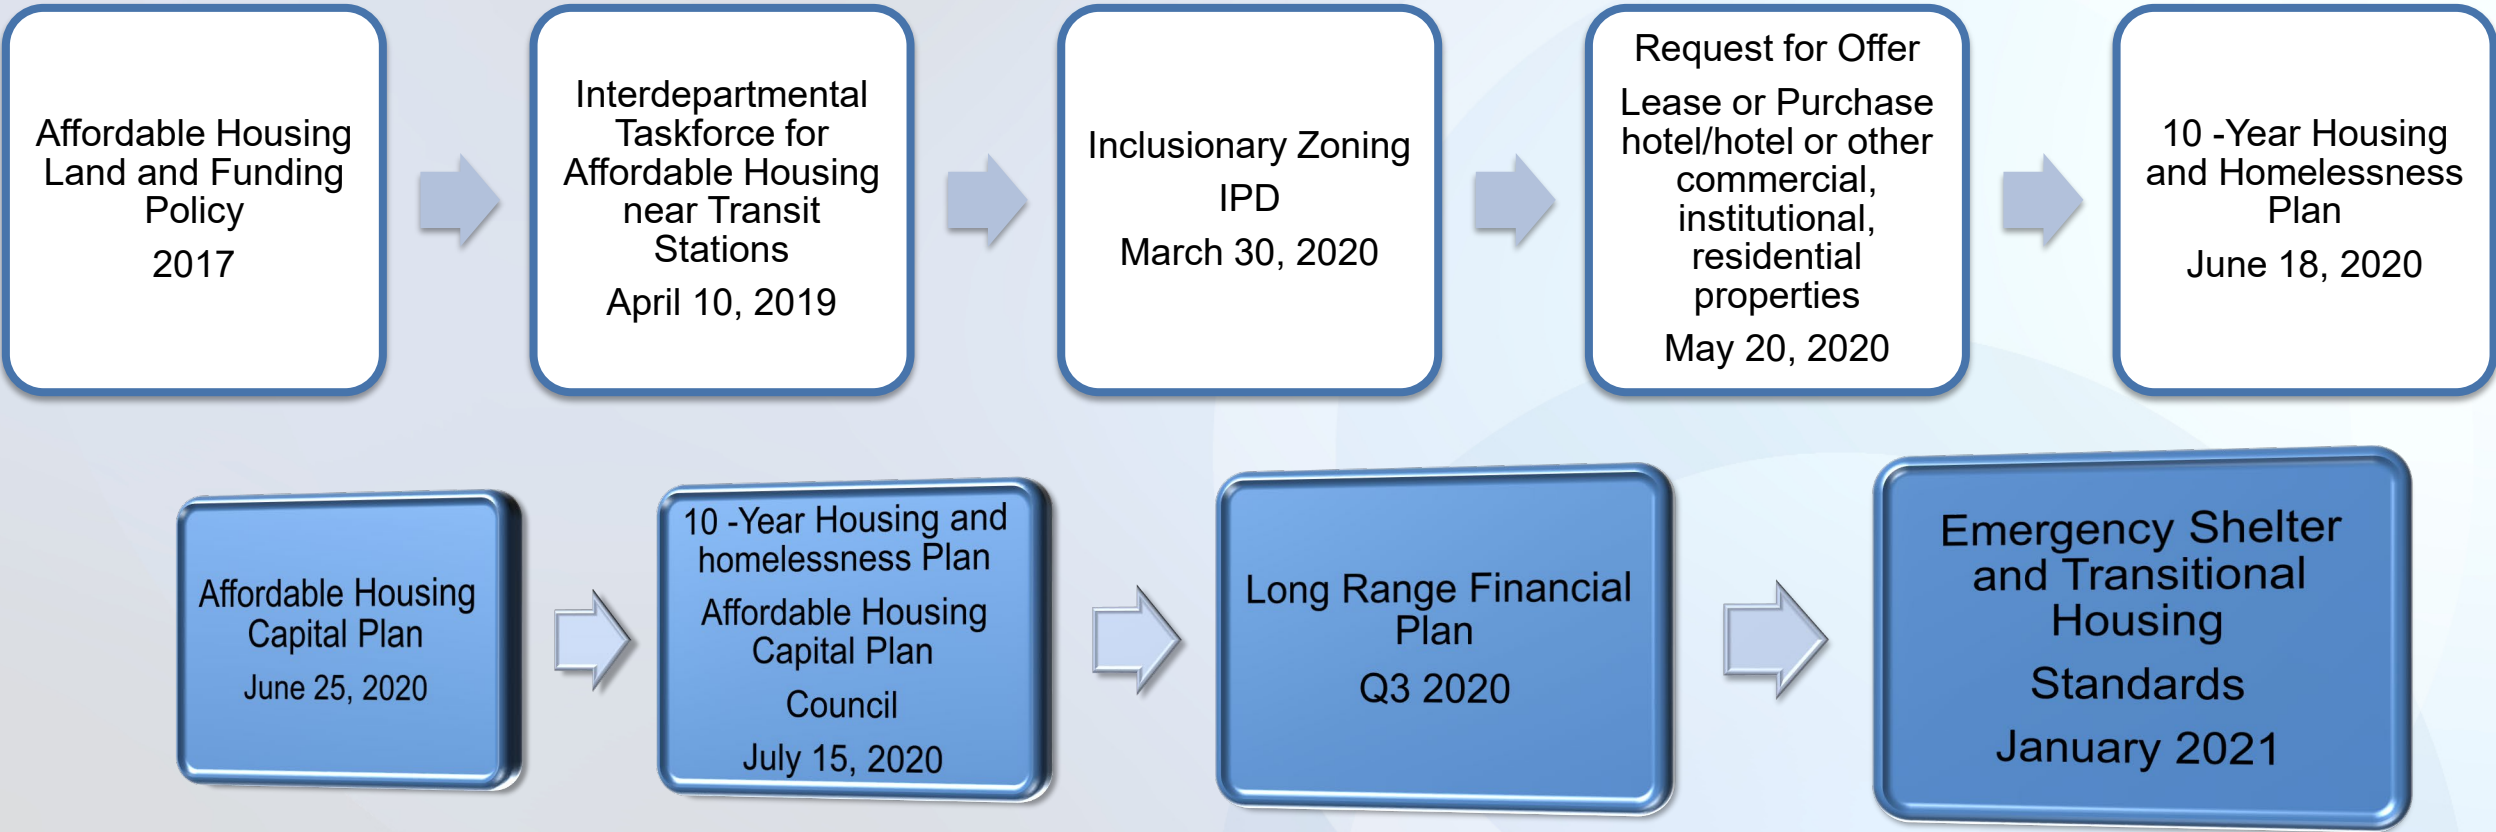 Affordable Housing
Land and Funding
Policy
2017
Interdepartmental
Taskforce for
Affordable Housing
near Transit
Stations
April 10, 2019
Inclusionary Zoning
IPD
March 30, 2020
Request for Offer
Lease or Purchase
hotel/hotel or other
commercial,
institutional,
residential
properties
May 20, 2020
10 -Year Housing
and Homelessness
Plan
June 18, 2020
Affordable Housing
Capital Plan
June 25, 2020
10 -Year Housing and
homelessness Plan
Affordable Housing
Capital Plan
Council
July 15, 2020
Long Range Financial
Plan
Q3 2020
Emergency Shelter
and Transitional
Housing
Standards
January 2021